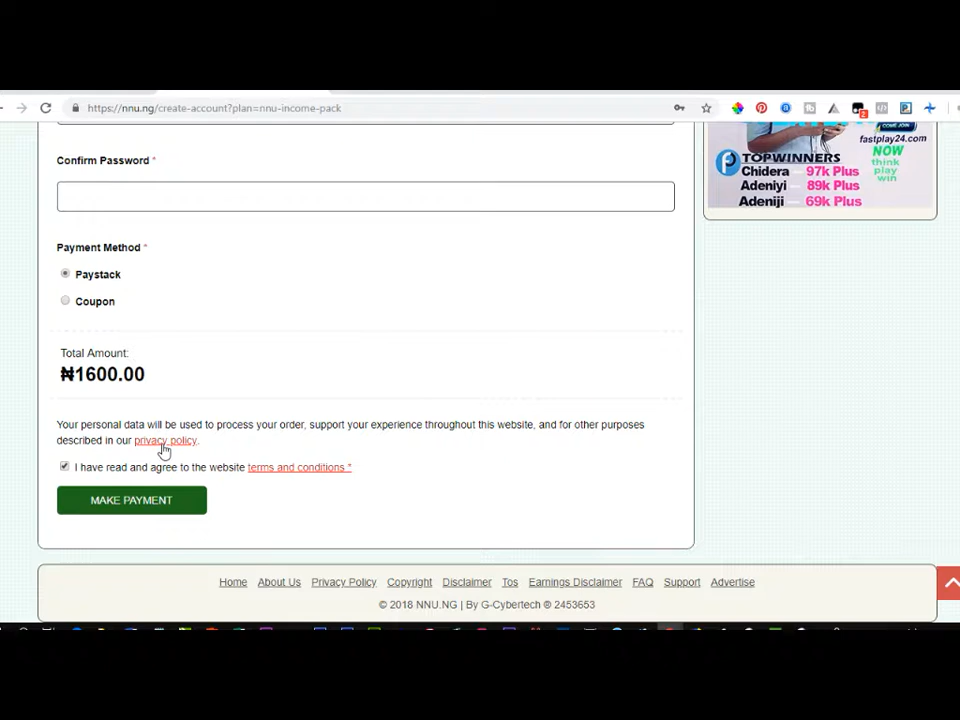 https://nnu.ng/create-account?plan=nnu-income-pack
2
COME JOIN
fastplay24.com
NOW
think
play
win
TOPWINNERS
Chidera 97k Plus
Adeniyi 89k Plus
Adeniji 69k Plus
Confirm Password *
Payment Method *
Paystack
Coupon
Total Amount:
₦1600.00
Your personal data will be used to process your order, support your experience throughout this website, and for other purposes
described in our privacy policy.
I have read and agree to the website terms and conditions *
MAKE PAYMENT
Home About Us Privacy Policy Copyright Disclaimer Tos Earnings Disclaimer FAQ Support Advertise
© 2018 NNU.NG | By G-Cybertech ® 2453653